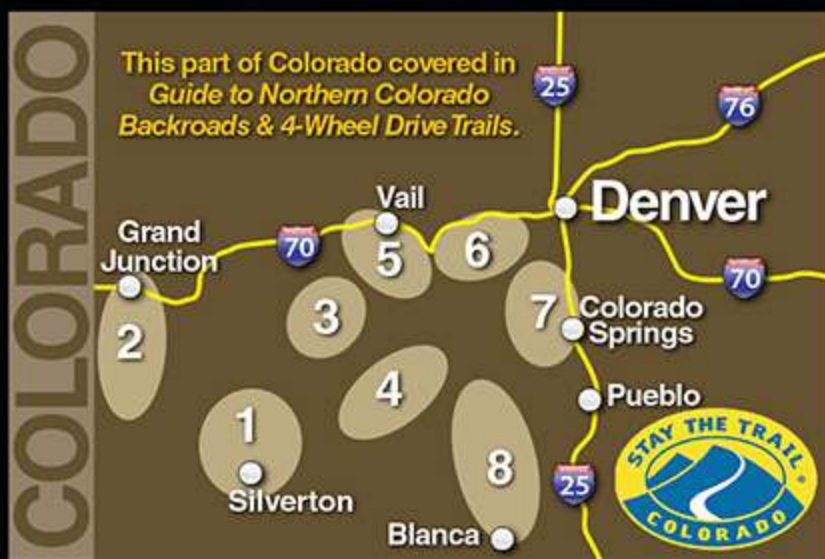 COLORADO
This part of Colorado covered in
Guide to Northern Colorado
Backroads & 4-Wheel Drive Trails.
25
76
Vail
Denver
Grand
Junction
70
5
6
70
2
3
7
Colorado
Springs
4
Pueblo
1
8
25
STAY THE TRAIL
COLORADO
Silverton
Blanca